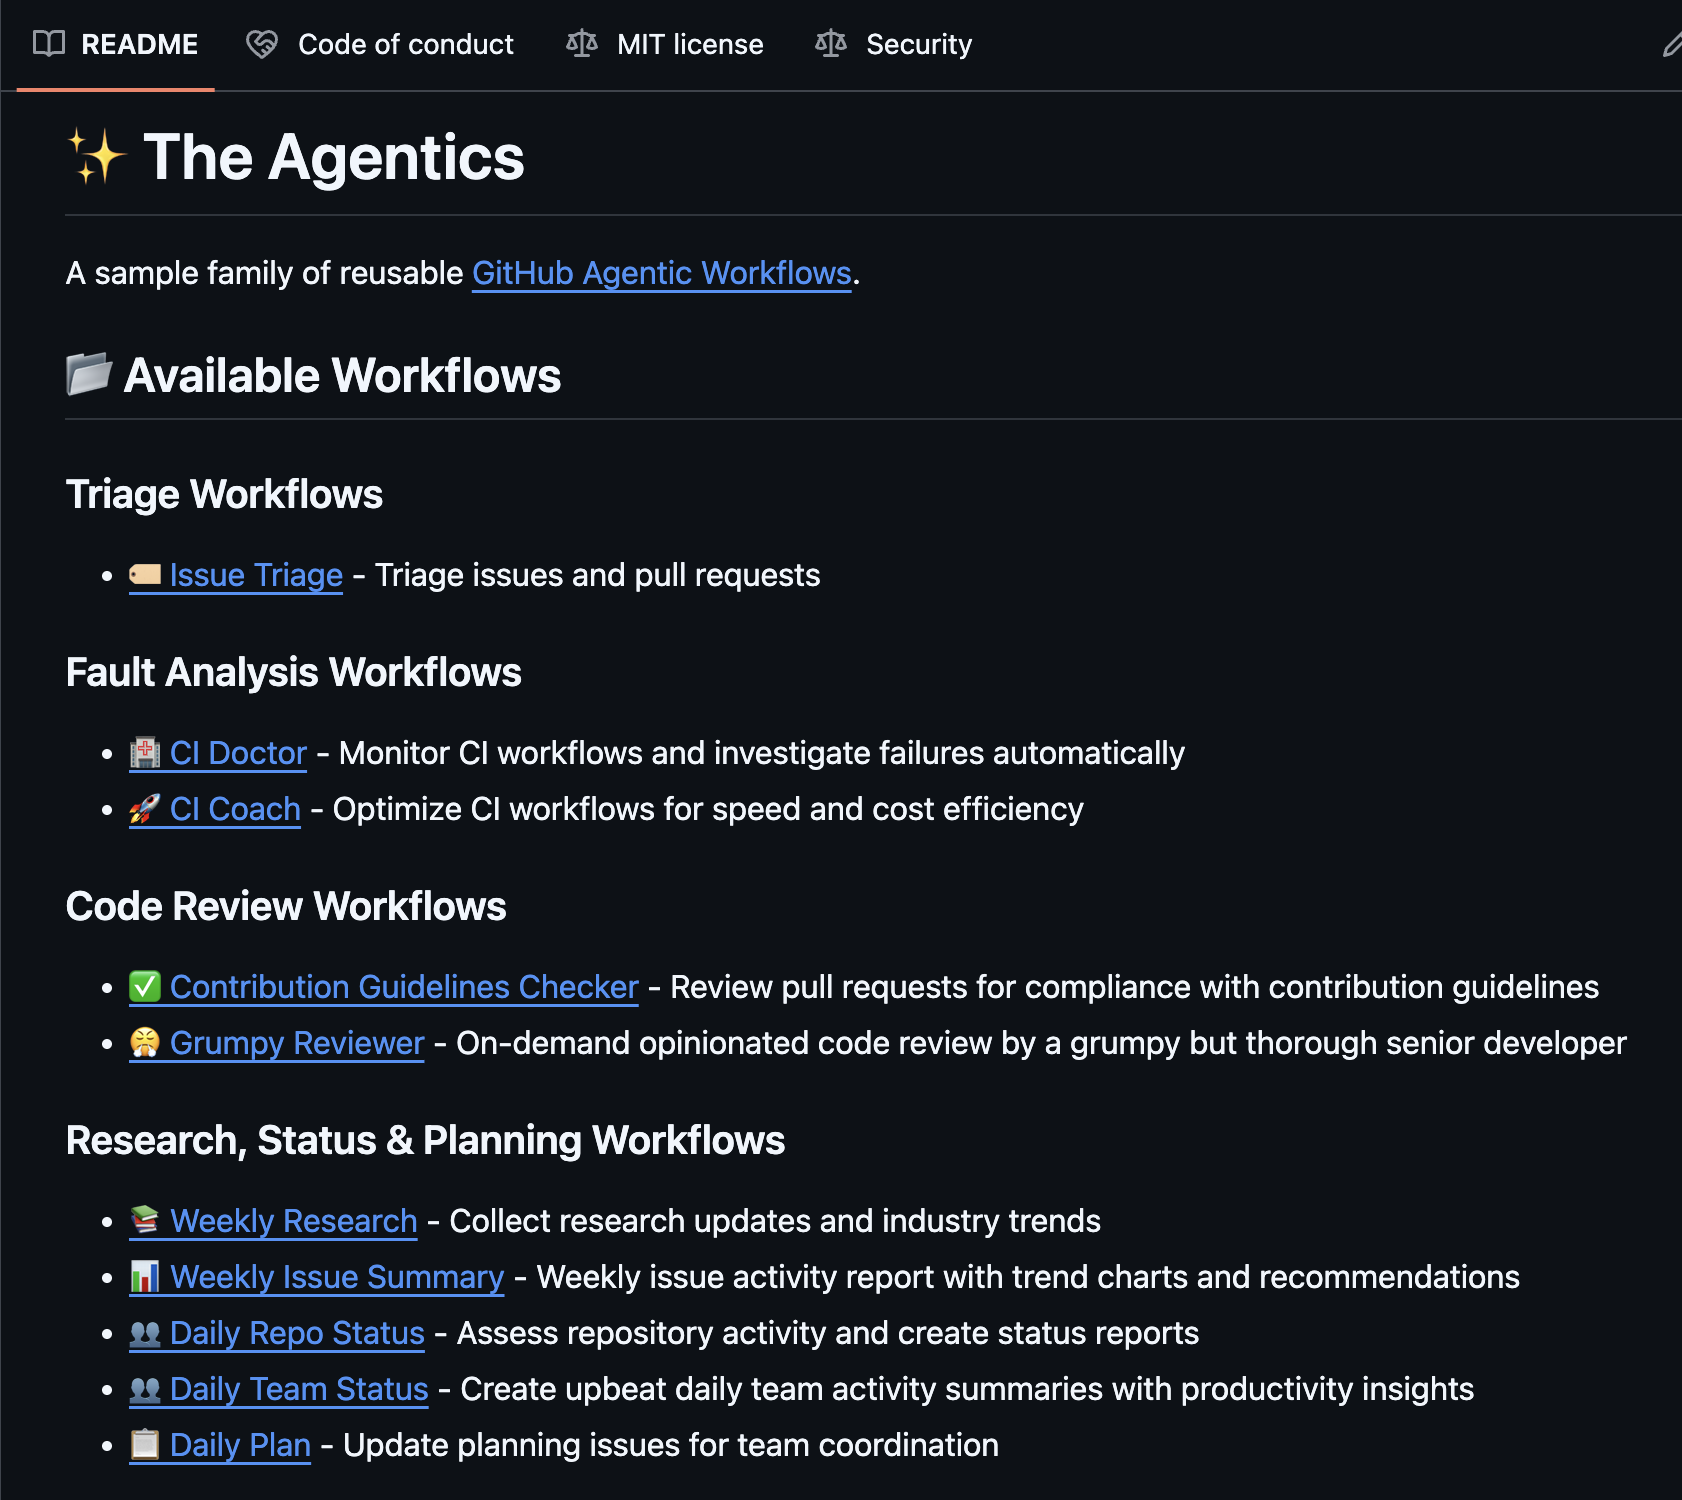 README Code of conduct MIT license Security
✨ The Agentics
A sample family of reusable GitHub Agentic Workflows.
📂 Available Workflows
Triage Workflows
• 🏷️ Issue Triage - Triage issues and pull requests
Fault Analysis Workflows
• 🏥 CI Doctor - Monitor CI workflows and investigate failures automatically
• 🚀 CI Coach - Optimize CI workflows for speed and cost efficiency
Code Review Workflows
• ✅ Contribution Guidelines Checker - Review pull requests for compliance with contribution guidelines
• 😤 Grumpy Reviewer - On-demand opinionated code review by a grumpy but thorough senior developer
Research, Status & Planning Workflows
• 📚 Weekly Research - Collect research updates and industry trends
• 📊 Weekly Issue Summary - Weekly issue activity report with trend charts and recommendations
• 👥 Daily Repo Status - Assess repository activity and create status reports
• 👥 Daily Team Status - Create upbeat daily team activity summaries with productivity insights
• 📋 Daily Plan - Update planning issues for team coordination